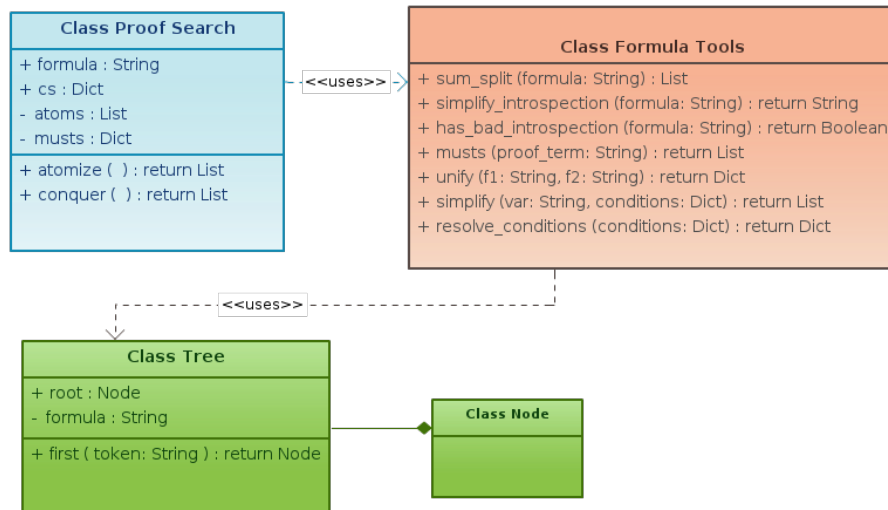 Class Proof Search
+ formula : String
+ cs : Dict
- atoms : List
- musts : Dict
+ atomize ( ) : return List
+ conquer ( ) : return List
<<uses>>
Class Formula Tools
+ sum_split (formula: String) : List
+ simplify_introspection (formula: String) : return String
+ has_bad_introspection (formula: String) : return Boolean
+ musts (proof_term: String) : return List
+ unify (f1: String, f2: String) : return Dict
+ simplify (var: String, conditions: Dict) : return List
+ resolve_conditions (conditions: Dict) : return Dict
<<uses>>
Class Tree
+ root : Node
- formula : String
+ first ( token: String ) : return Node
Class Node